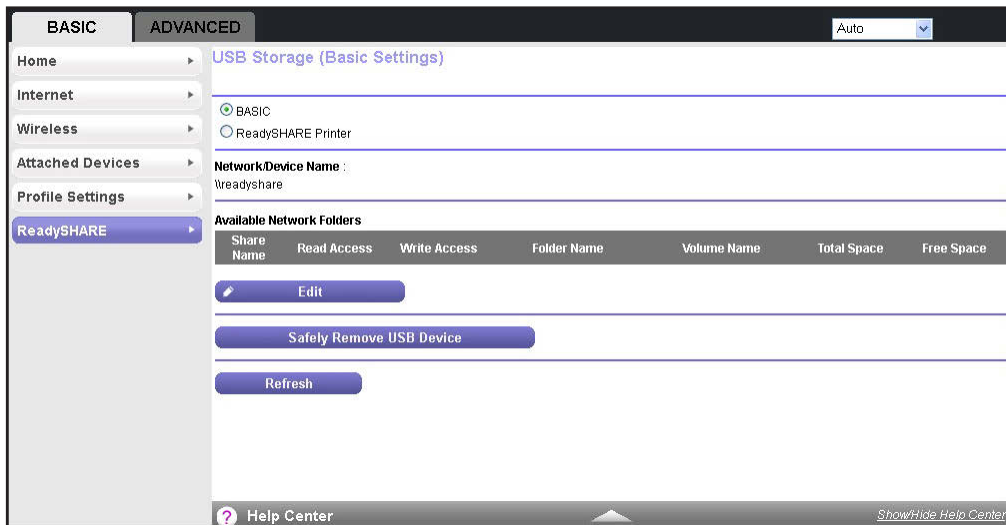 BASIC
ADVANCED
Auto
Home
Internet
Wireless
Attached Devices
Profile Settings
ReadySHARE
USB Storage (Basic Settings)
BASIC
ReadySHARE Printer
Network/Device Name :
\\readyshare
Available Network Folders
Share Name Read Access Write Access Folder Name Volume Name Total Space Free Space
Edit
Safely Remove USB Device
Refresh
? Help Center
Show/Hide Help Center